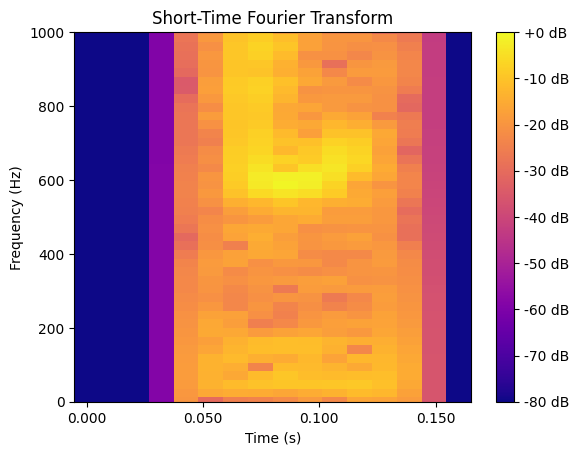 Short-Time Fourier Transform
1000
800
600
400
200
0
Frequency (Hz)
0.000
0.050
0.100
0.150
Time (s)
+0 dB
-10 dB
-20 dB
-30 dB
-40 dB
-50 dB
-60 dB
-70 dB
-80 dB